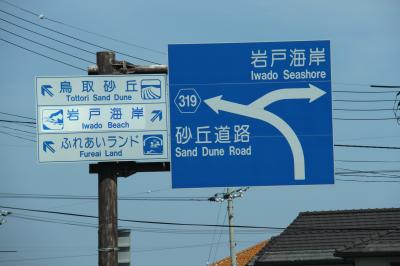 鳥取砂丘
Tottori Sand Dune
岩戸海岸
Iwado Beach
ふれあいランド
Fureai Land
岩戸海岸
Iwado Seashore
319
砂丘道路
Sand Dune Road